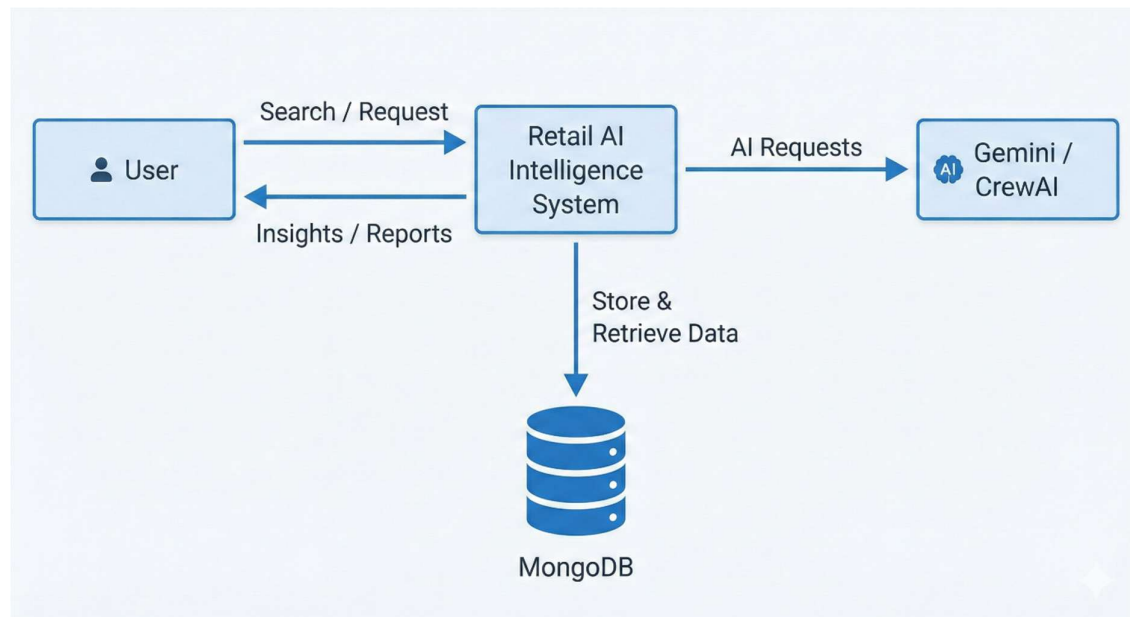 Search / Request
User
Insights / Reports
Retail AI
Intelligence
System
AI Requests
AI
Gemini /
CrewAI
Store &
Retrieve Data
MongoDB